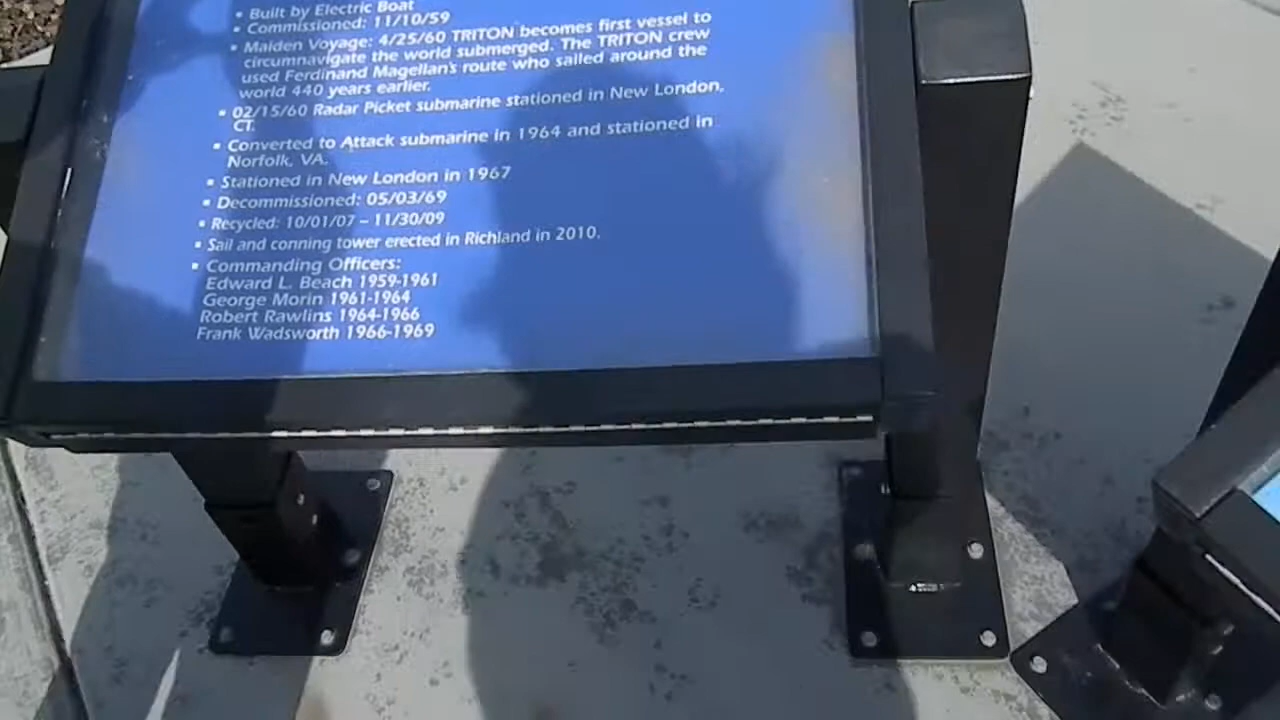 ▪ Built by Electric Boat
▪ Commissioned: 11/10/59
▪ Maiden Voyage: 4/25/60 TRITON becomes first vessel to
circumnavigate the world submerged. The TRITON crew
used Ferdinand Magellan's route who sailed around the
world 440 years earlier.
▪ 02/15/60 Radar Picket submarine stationed in New London,
CT.
▪ Converted to Attack submarine in 1964 and stationed in
Norfolk, VA.
▪ Stationed in New London in 1967
▪ Decommissioned: 05/03/69
▪ Recycled: 10/01/07 – 11/30/09
▪ Sail and conning tower erected in Richland in 2010.
▪ Commanding Officers:
Edward L. Beach 1959-1961
George Morin 1961-1964
Robert Rawlins 1964-1966
Frank Wadsworth 1966-1969